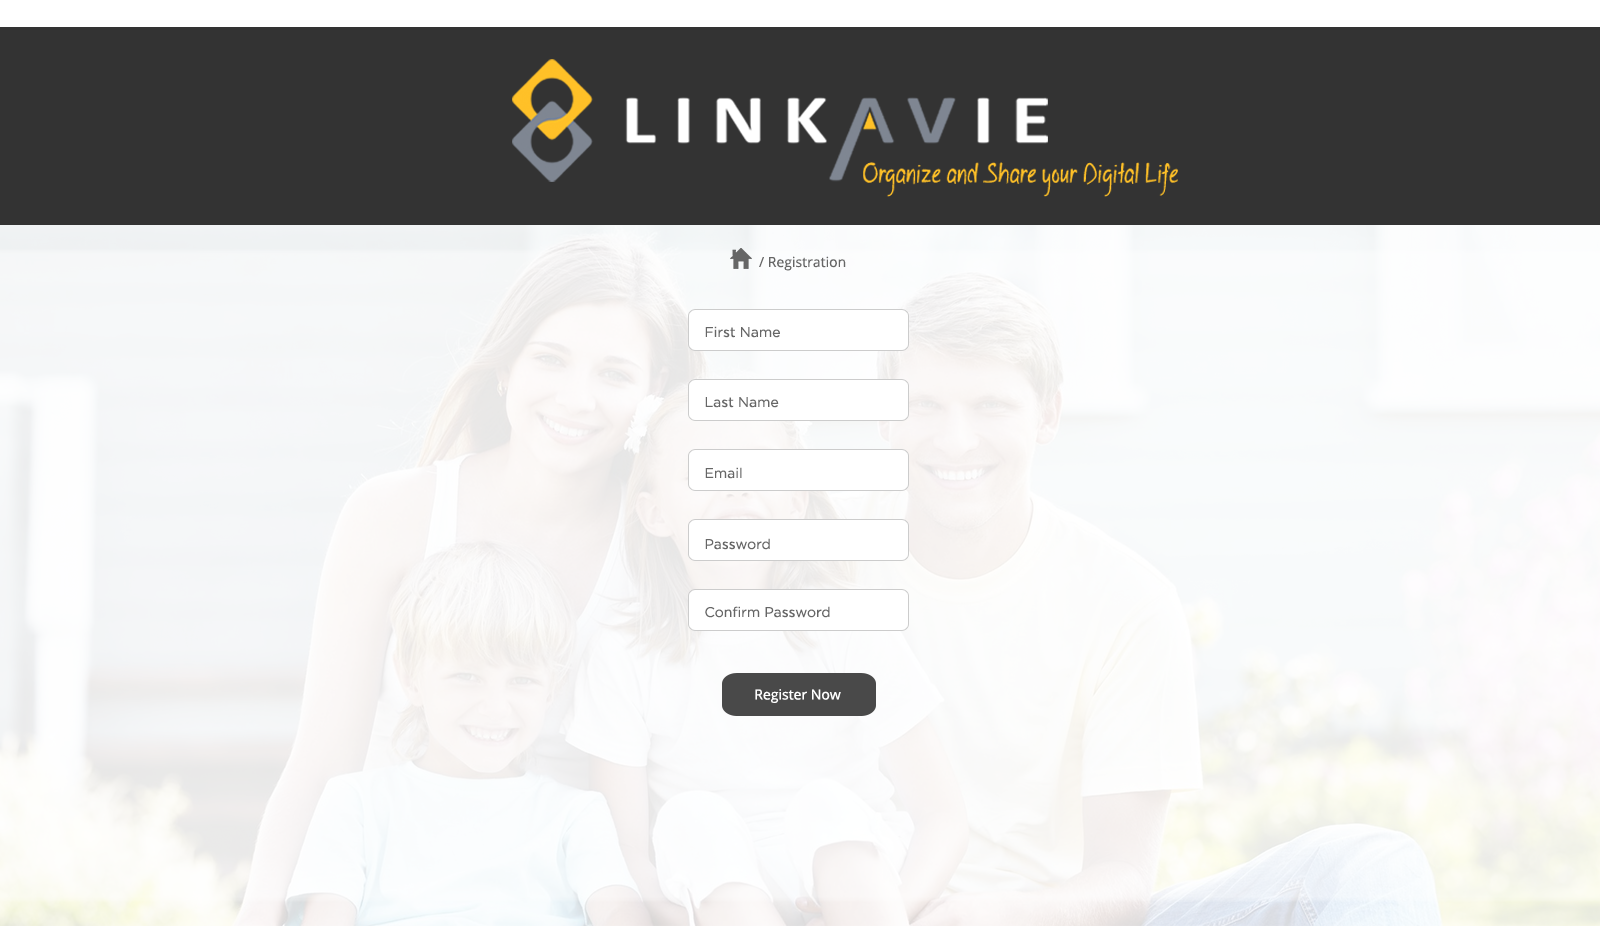 LINKAVIE
Organize and Share your Digital Life
/ Registration
First Name
Last Name
Email
Password
Confirm Password
Register Now